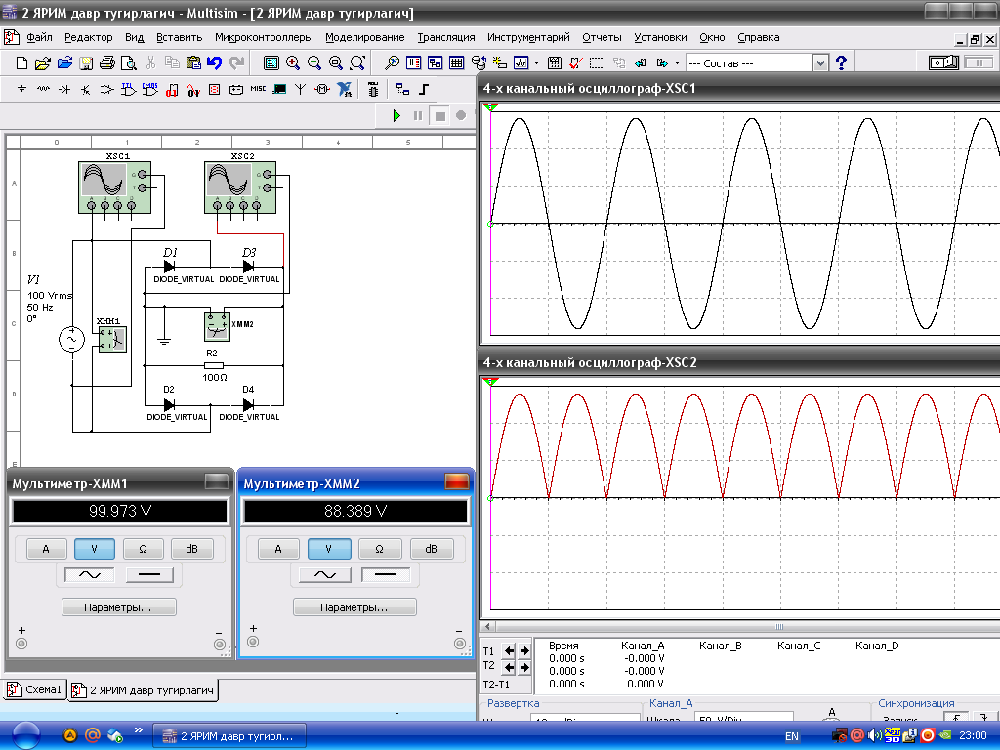 2 ЯРИМ давр тугирлагич - Multisim - [2 ЯРИМ давр тугирлагич]
Файл Редактор Вид Вставить Микроконтроллеры Моделирование Трансляция Инструментарий Отчеты Установки Окно Справка
--- Состав ---
MISC
4-х канальный осциллограф-XSC1
0 1 2 3 4 5
XSC1 XSC2
A
B
C
D
E
D1 D3
DIODE_VIRTUAL DIODE_VIRTUAL
V1
100 Vrms
50 Hz
0°
XMM1
XMM2
R2
100Ω
D2 D4
DIODE_VIRTUAL DIODE_VIRTUAL
4-х канальный осциллограф-XSC2
Мультиметр-XMM1
99.973 V
A V Ω dB
Параметры...
+ -
Мультиметр-XMM2
88.389 V
A V Ω dB
Параметры...
+ -
T1
T2
T2-T1
Время Канал_A Канал_B Канал_C Канал_D
0.000 s -0.000 V
0.000 s -0.000 V
0.000 s 0.000 V
Развертка Канал_A Синхронизация
A
Схема1 2 ЯРИМ давр тугирлагич
2 ЯРИМ давр тугирл...
EN
23:00